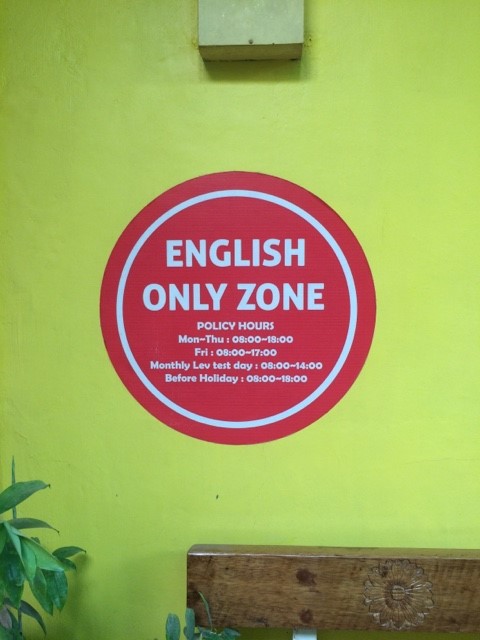 ENGLISH
ONLY ZONE
POLICY HOURS
Mon~Thu : 08:00~18:00
Fri : 08:00~17:00
Monthly Lev test day : 08:00~14:00
Before Holiday : 08:00~18:00